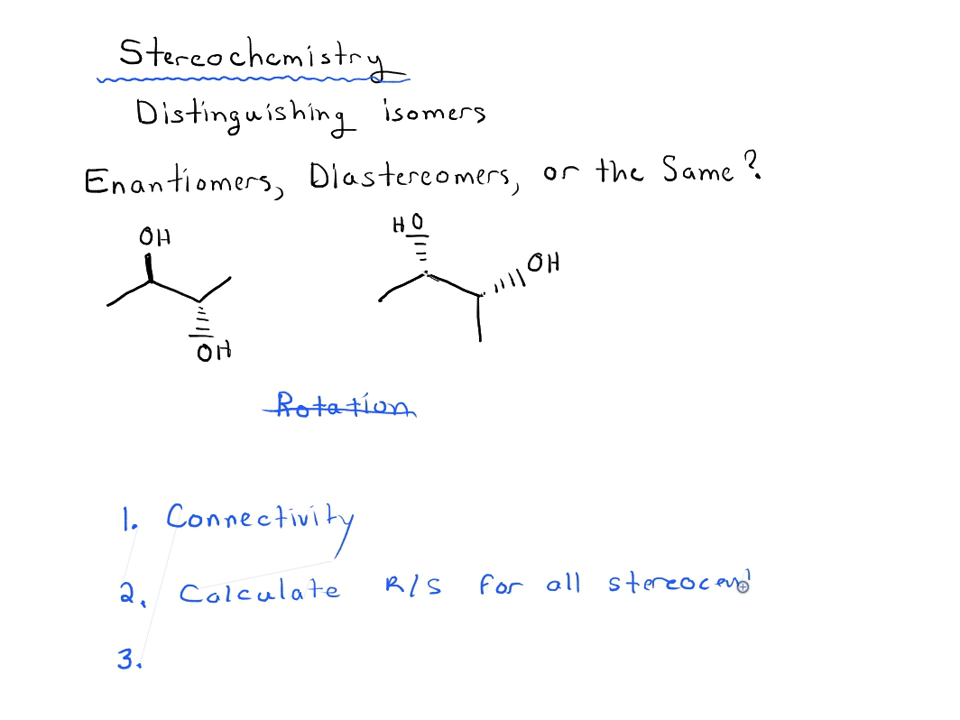 Stereochemistry
Distinguishing isomers
Enantiomers, Diastereomers, or the Same?
OH
HO
OH
OH
Rotation
1. Connectivity
2. Calculate R/S for all stereocen
3.